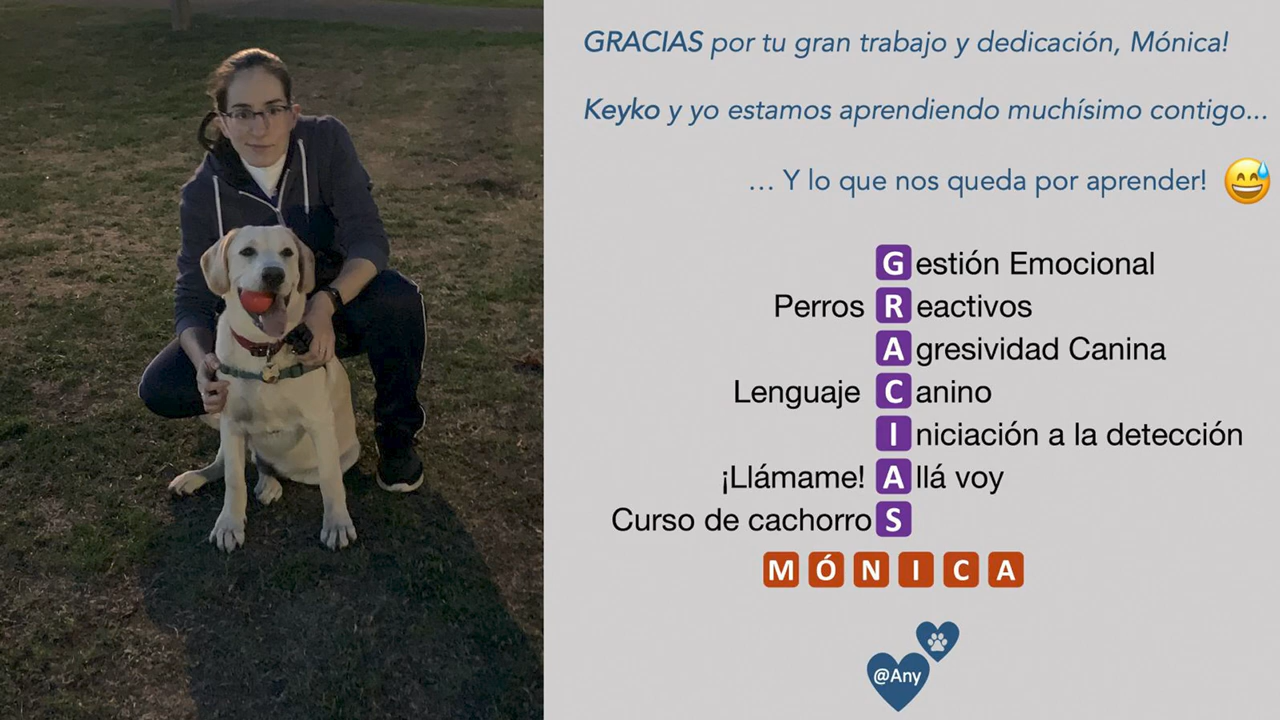 GRACIAS por tu gran trabajo y dedicación, Mónica!
Keyko y yo estamos aprendiendo muchísimo contigo...
... Y lo que nos queda por aprender!
Gestión Emocional
Perros Reactivos
Agresividad Canina
Lenguaje Canino
Iniciación a la detección
¡Llámame! Allá voy
Curso de cachorroS
MÓNICA
@Any